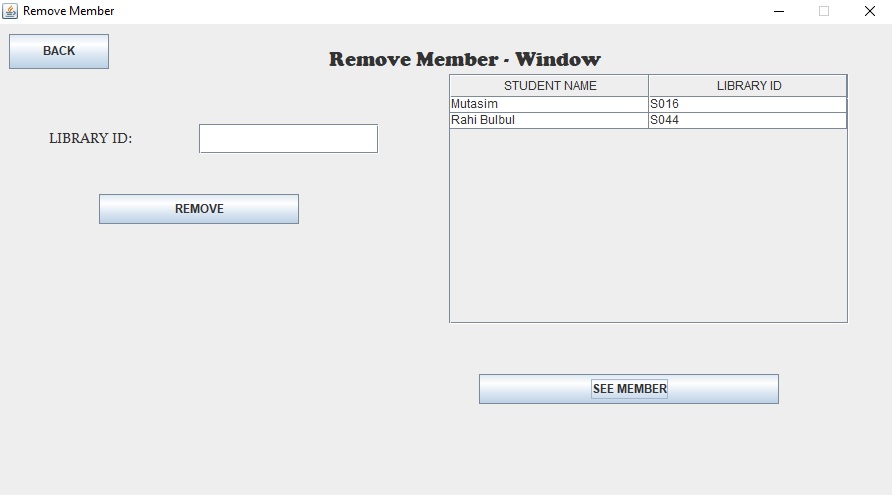 Remove Member
BACK
Remove Member - Window
STUDENT NAME LIBRARY ID
Mutasim S016
Rahi Bulbul S044
LIBRARY ID:
REMOVE
SEE MEMBER